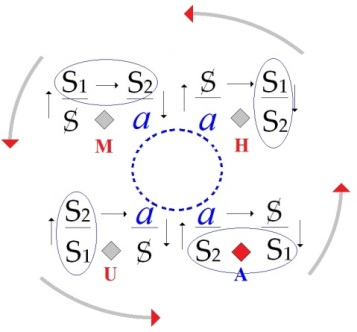 S₁ → S₂ $ → S₁
$ a a S₂
M H
S₂ → a a → $
S₁ $ S₂ S₁
U A